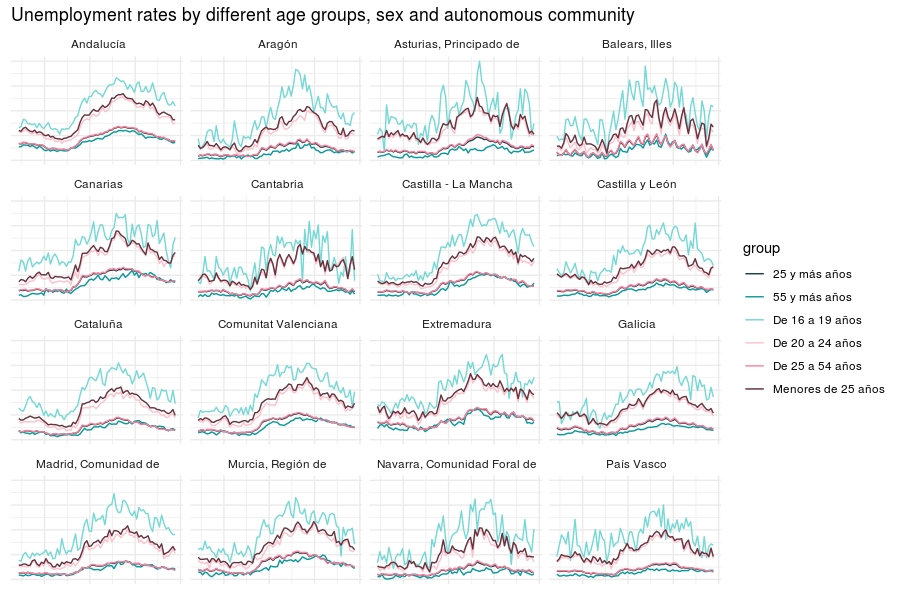 Unemployment rates by different age groups, sex and autonomous community
Andalucía
Aragón
Asturias, Principado de
Balears, Illes
Canarias
Cantabria
Castilla - La Mancha
Castilla y León
Cataluña
Comunitat Valenciana
Extremadura
Galicia
Madrid, Comunidad de
Murcia, Región de
Navarra, Comunidad Foral de
País Vasco
group
25 y más años
55 y más años
De 16 a 19 años
De 20 a 24 años
De 25 a 54 años
Menores de 25 años